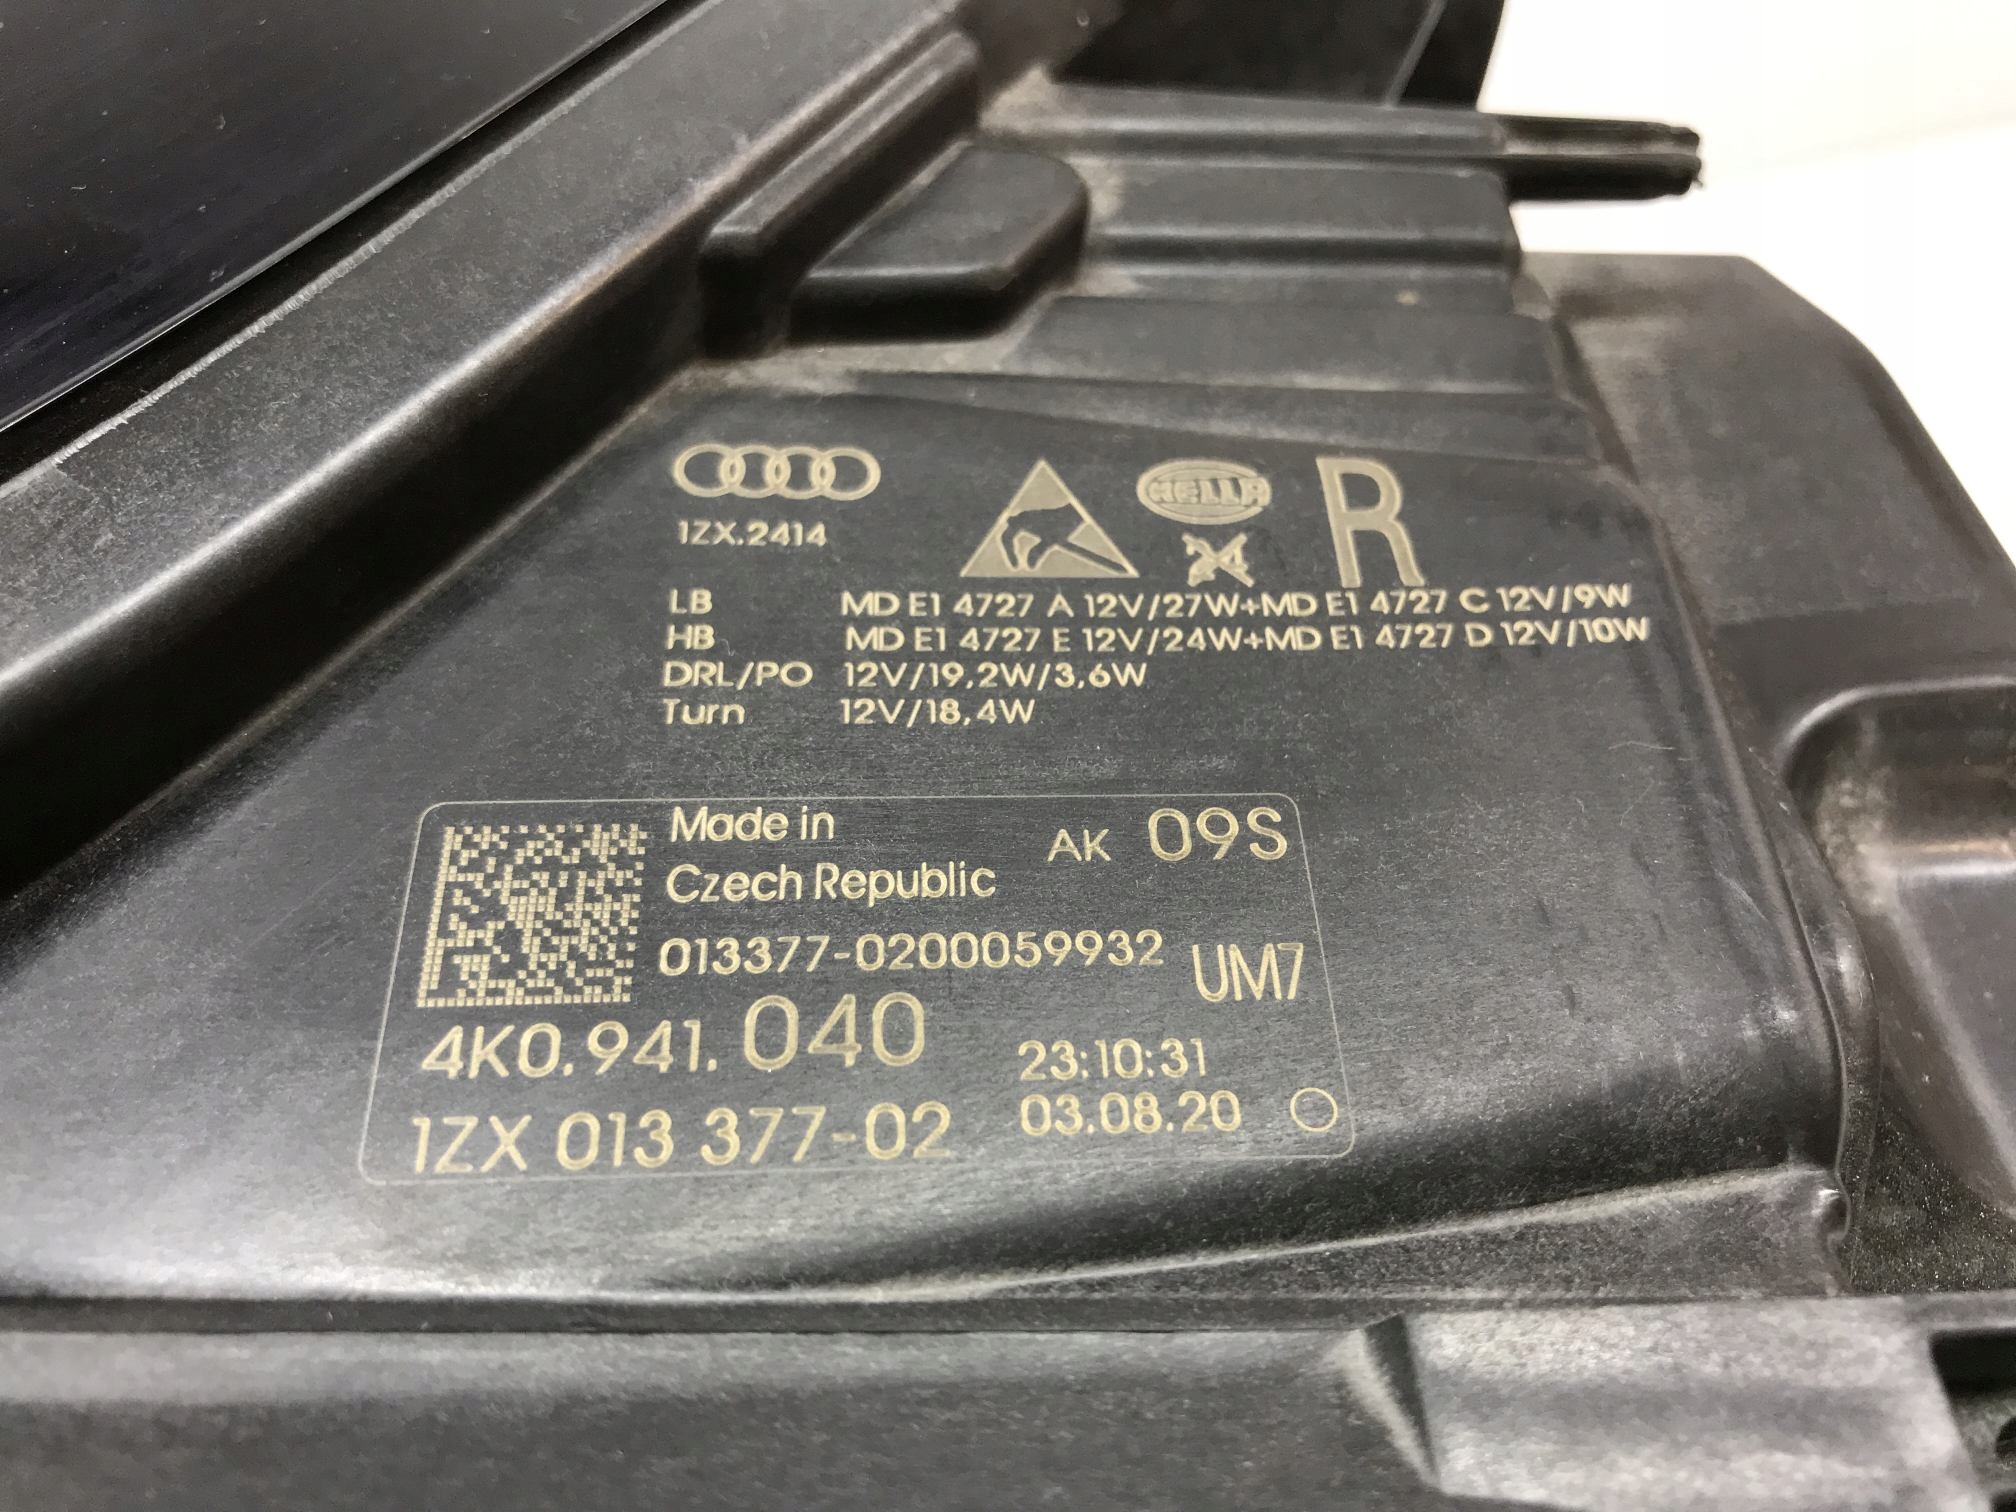 1ZX.2414
HELLA
24
R
LB MD E1 4727 A 12V/27W+MD E1 4727 C 12V/9W
HB MD E1 4727 E 12V/24W+MD E1 4727 D 12V/10W
DRL/PO 12V/19,2W/3,6W
Turn 12V/18,4W
Made in
Czech Republic
AK 09S
013377-0200059932
UM7
4K0.941.040
23:10:31
1ZX 013 377-02
03.08.20